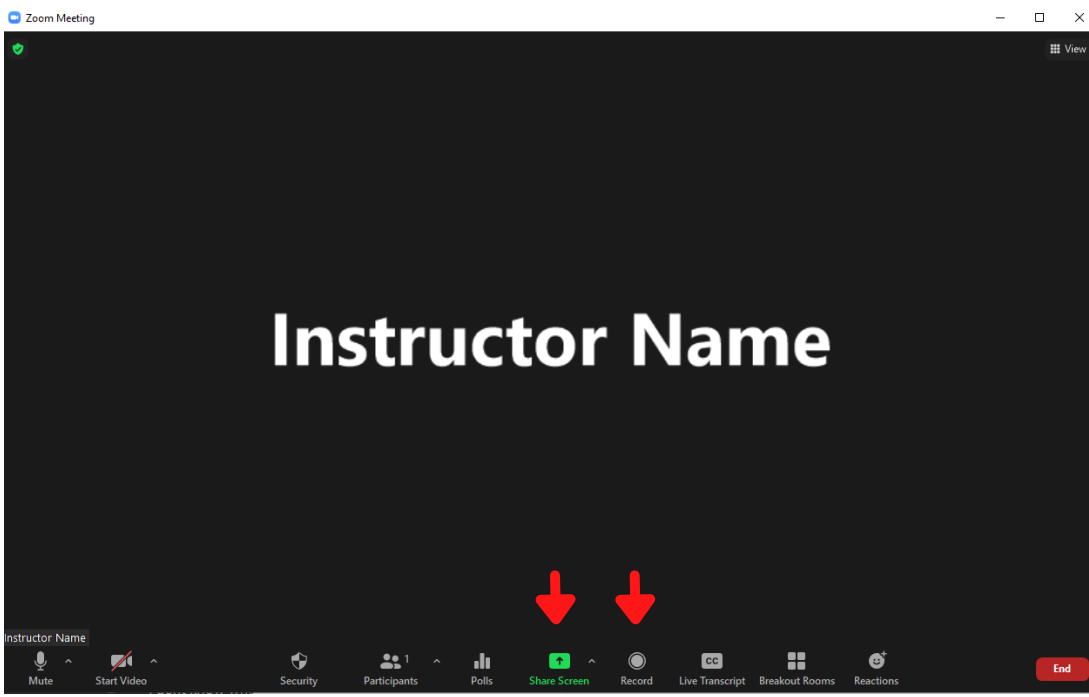 Zoom Meeting
View
Instructor Name
Instructor Name
1
CC
Mute Start Video Security Participants Polls Share Screen Record Live Transcript Breakout Rooms Reactions End